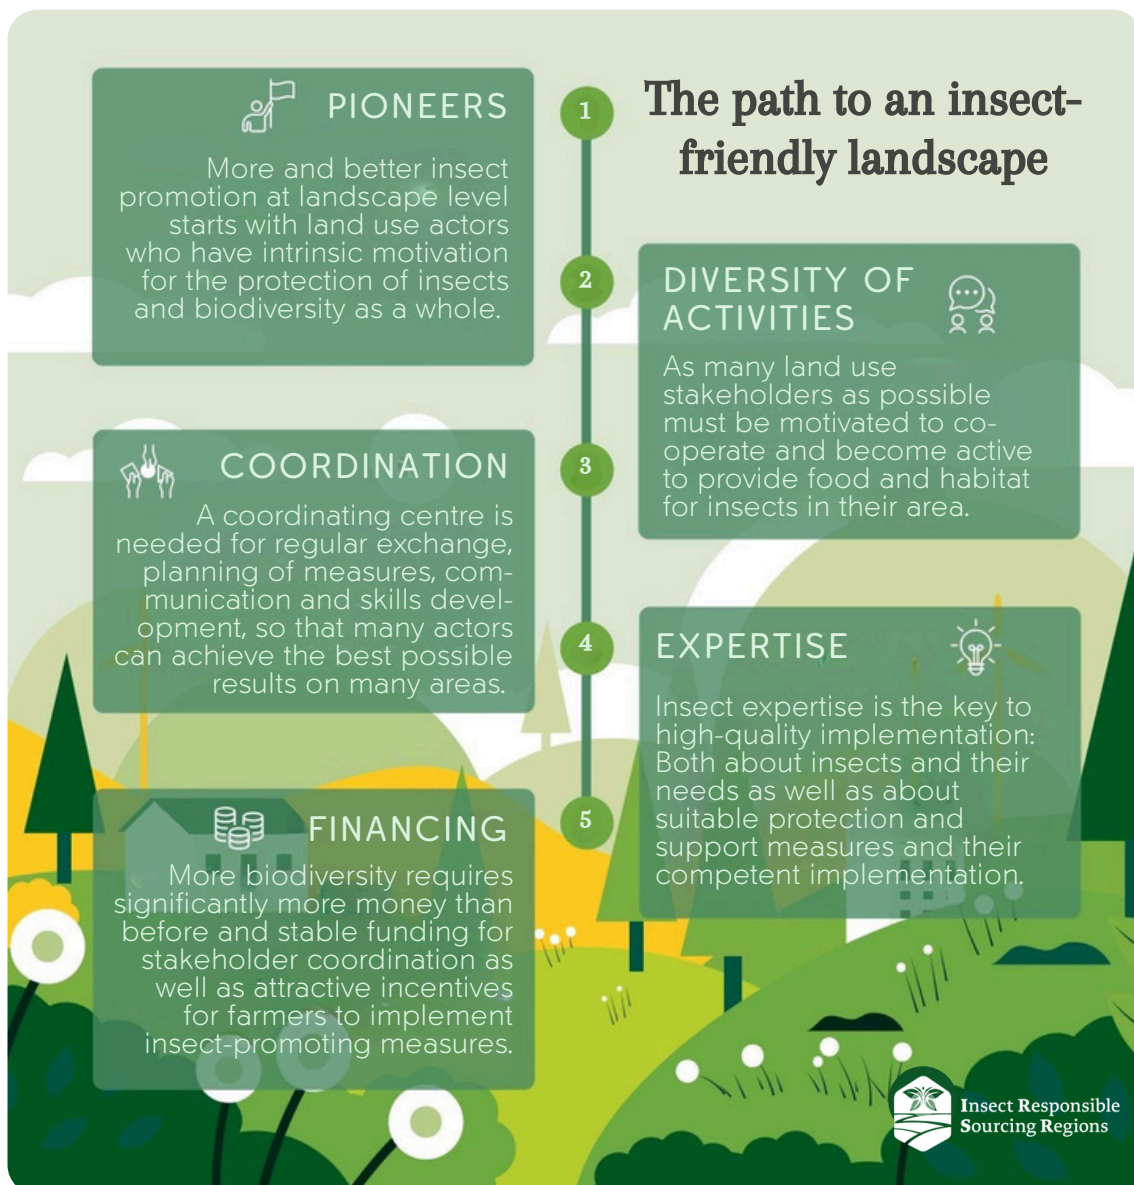 The path to an insect-
friendly landscape
1
PIONEERS
More and better insect
promotion at landscape level
starts with land use actors
who have intrinsic motivation
for the protection of insects
and biodiversity as a whole.
2
DIVERSITY OF
ACTIVITIES
As many land use
stakeholders as possible
must be motivated to co-
operate and become active
to provide food and habitat
for insects in their area.
3
COORDINATION
A coordinating centre is
needed for regular exchange,
planning of measures, com-
munication and skills devel-
opment, so that many actors
can achieve the best possible
results on many areas.
4
EXPERTISE
Insect expertise is the key to
high-quality implementation:
Both about insects and their
needs as well as about
suitable protection and
support measures and their
competent implementation.
5
FINANCING
More biodiversity requires
significantly more money than
before and stable funding for
stakeholder coordination as
well as attractive incentives
for farmers to implement
insect-promoting measures.
Insect Responsible
Sourcing Regions